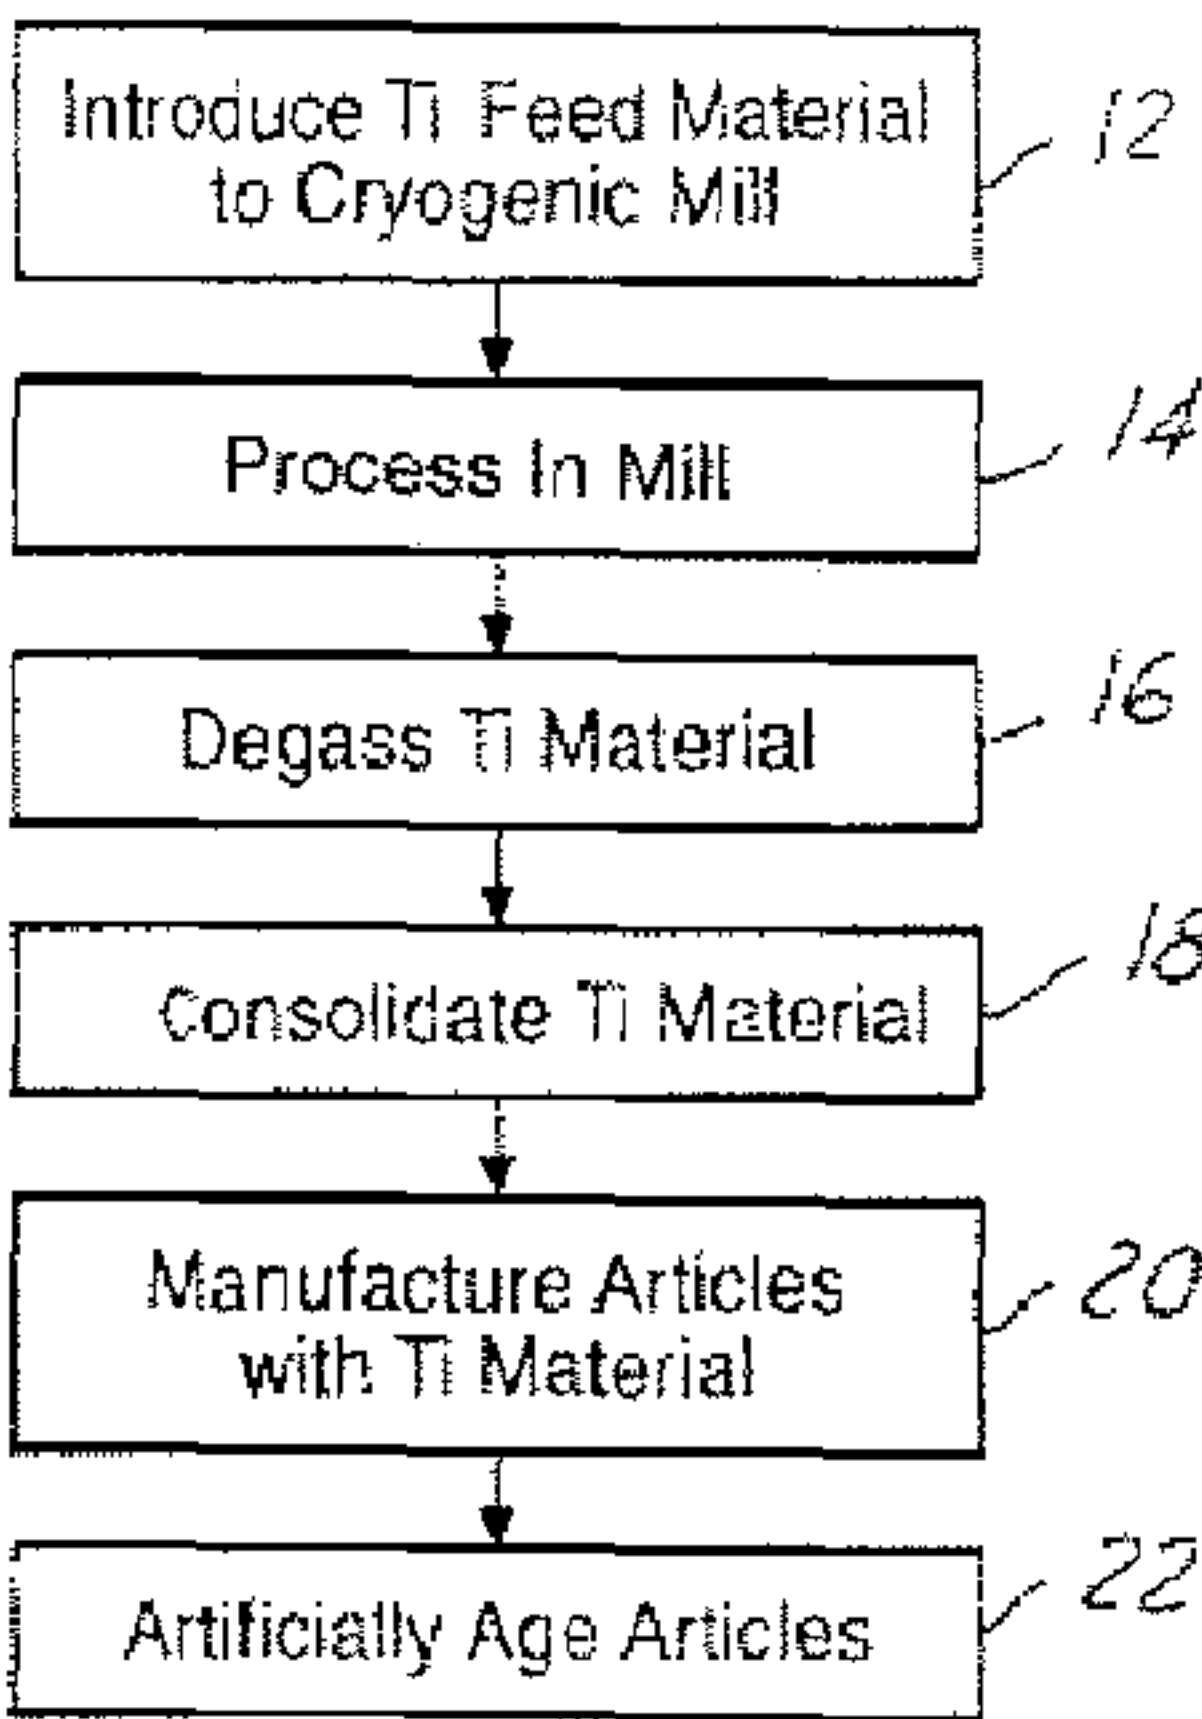 Introduce Ti Feed Material
to Cryogenic Mill
12
Process In Mill
14
Degass Ti Material
16
Consolidate Ti Material
18
Manufacture Articles
with Ti Material
20
Artificially Age Articles
22